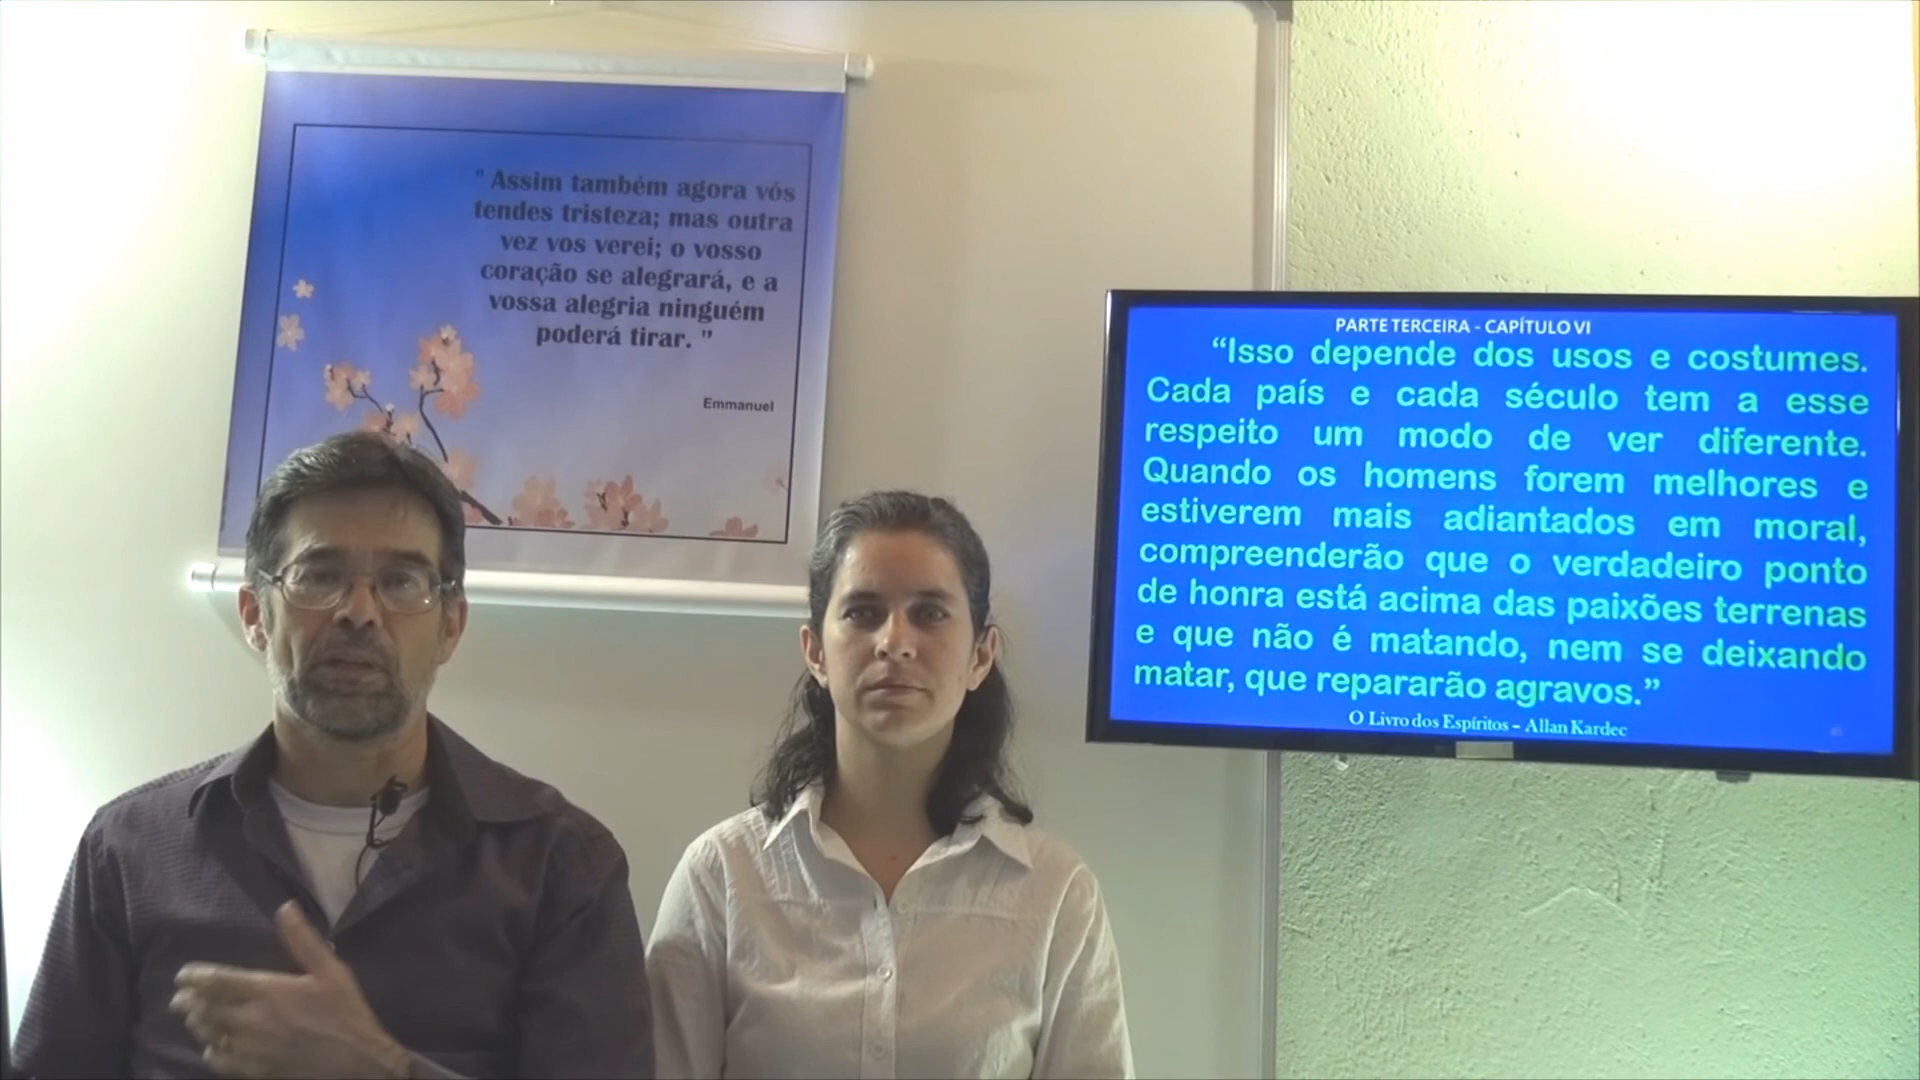 " Assim também agora vós
tendes tristeza; mas outra
vez vos verei; o vosso
coração se alegrará, e a
vossa alegria ninguém
poderá tirar. "
Emmanuel
PARTE TERCEIRA - CAPÍTULO VI
“Isso depende dos usos e costumes.
Cada país e cada século tem a esse
respeito um modo de ver diferente.
Quando os homens forem melhores e
estiverem mais adiantados em moral,
compreenderão que o verdadeiro ponto
de honra está acima das paixões terrenas
e que não é matando, nem se deixando
matar, que repararão agravos.”
O Livro dos Espíritos – Allan Kardec